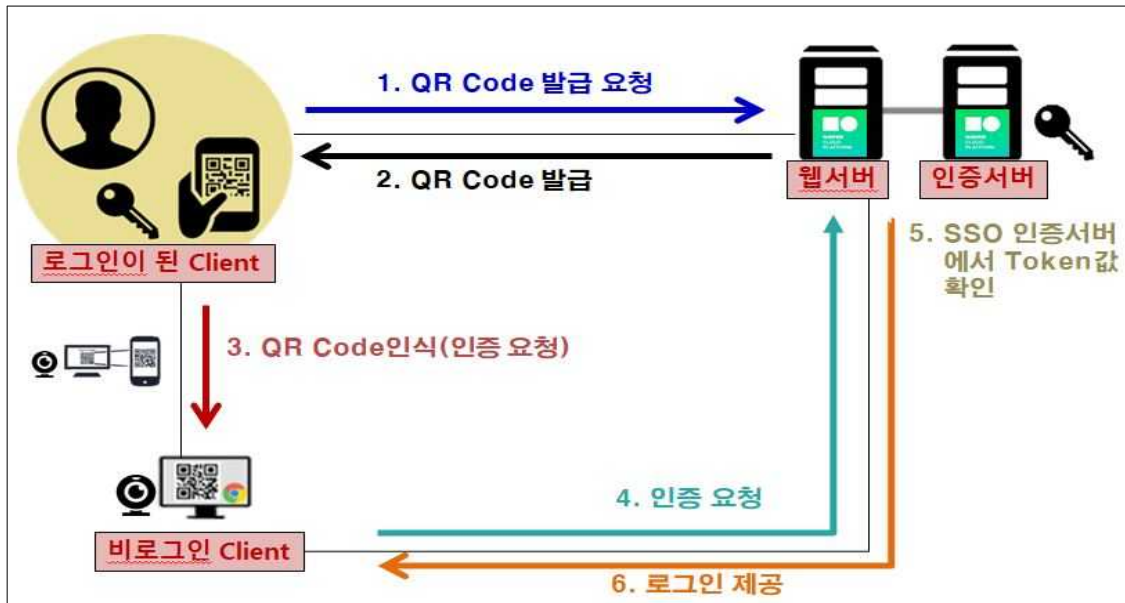 1. QR Code 발급 요청
2. QR Code 발급
웹서버
인증서버
로그인이 된 Client
5. SSO 인증서버
에서 Token값
확인
3. QR Code인식(인증 요청)
4. 인증 요청
비로그인 Client
6. 로그인 제공